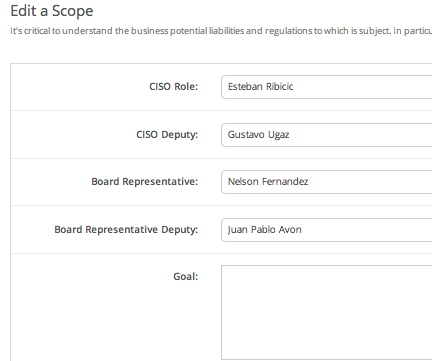 Edit a Scope
It's critical to understand the business potential liabilities and regulations to which is subject. In particu
CISO Role: Esteban Ribicic
CISO Deputy: Gustavo Ugaz
Board Representative: Nelson Fernandez
Board Representative Deputy: Juan Pablo Avon
Goal: